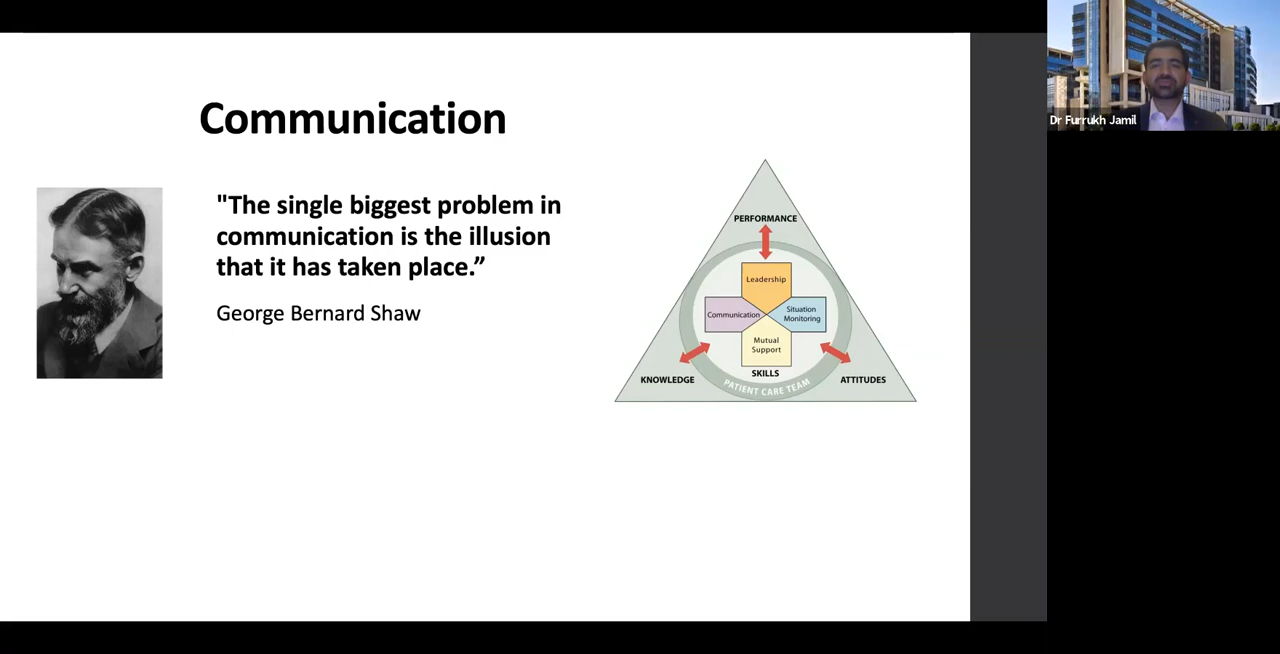 Communication
"The single biggest problem in
communication is the illusion
that it has taken place.”
George Bernard Shaw
PERFORMANCE
Leadership
Communication
Situation
Monitoring
Mutual
Support
SKILLS
KNOWLEDGE
ATTITUDES
PATIENT CARE TEAM
Dr Furrukh Jamil